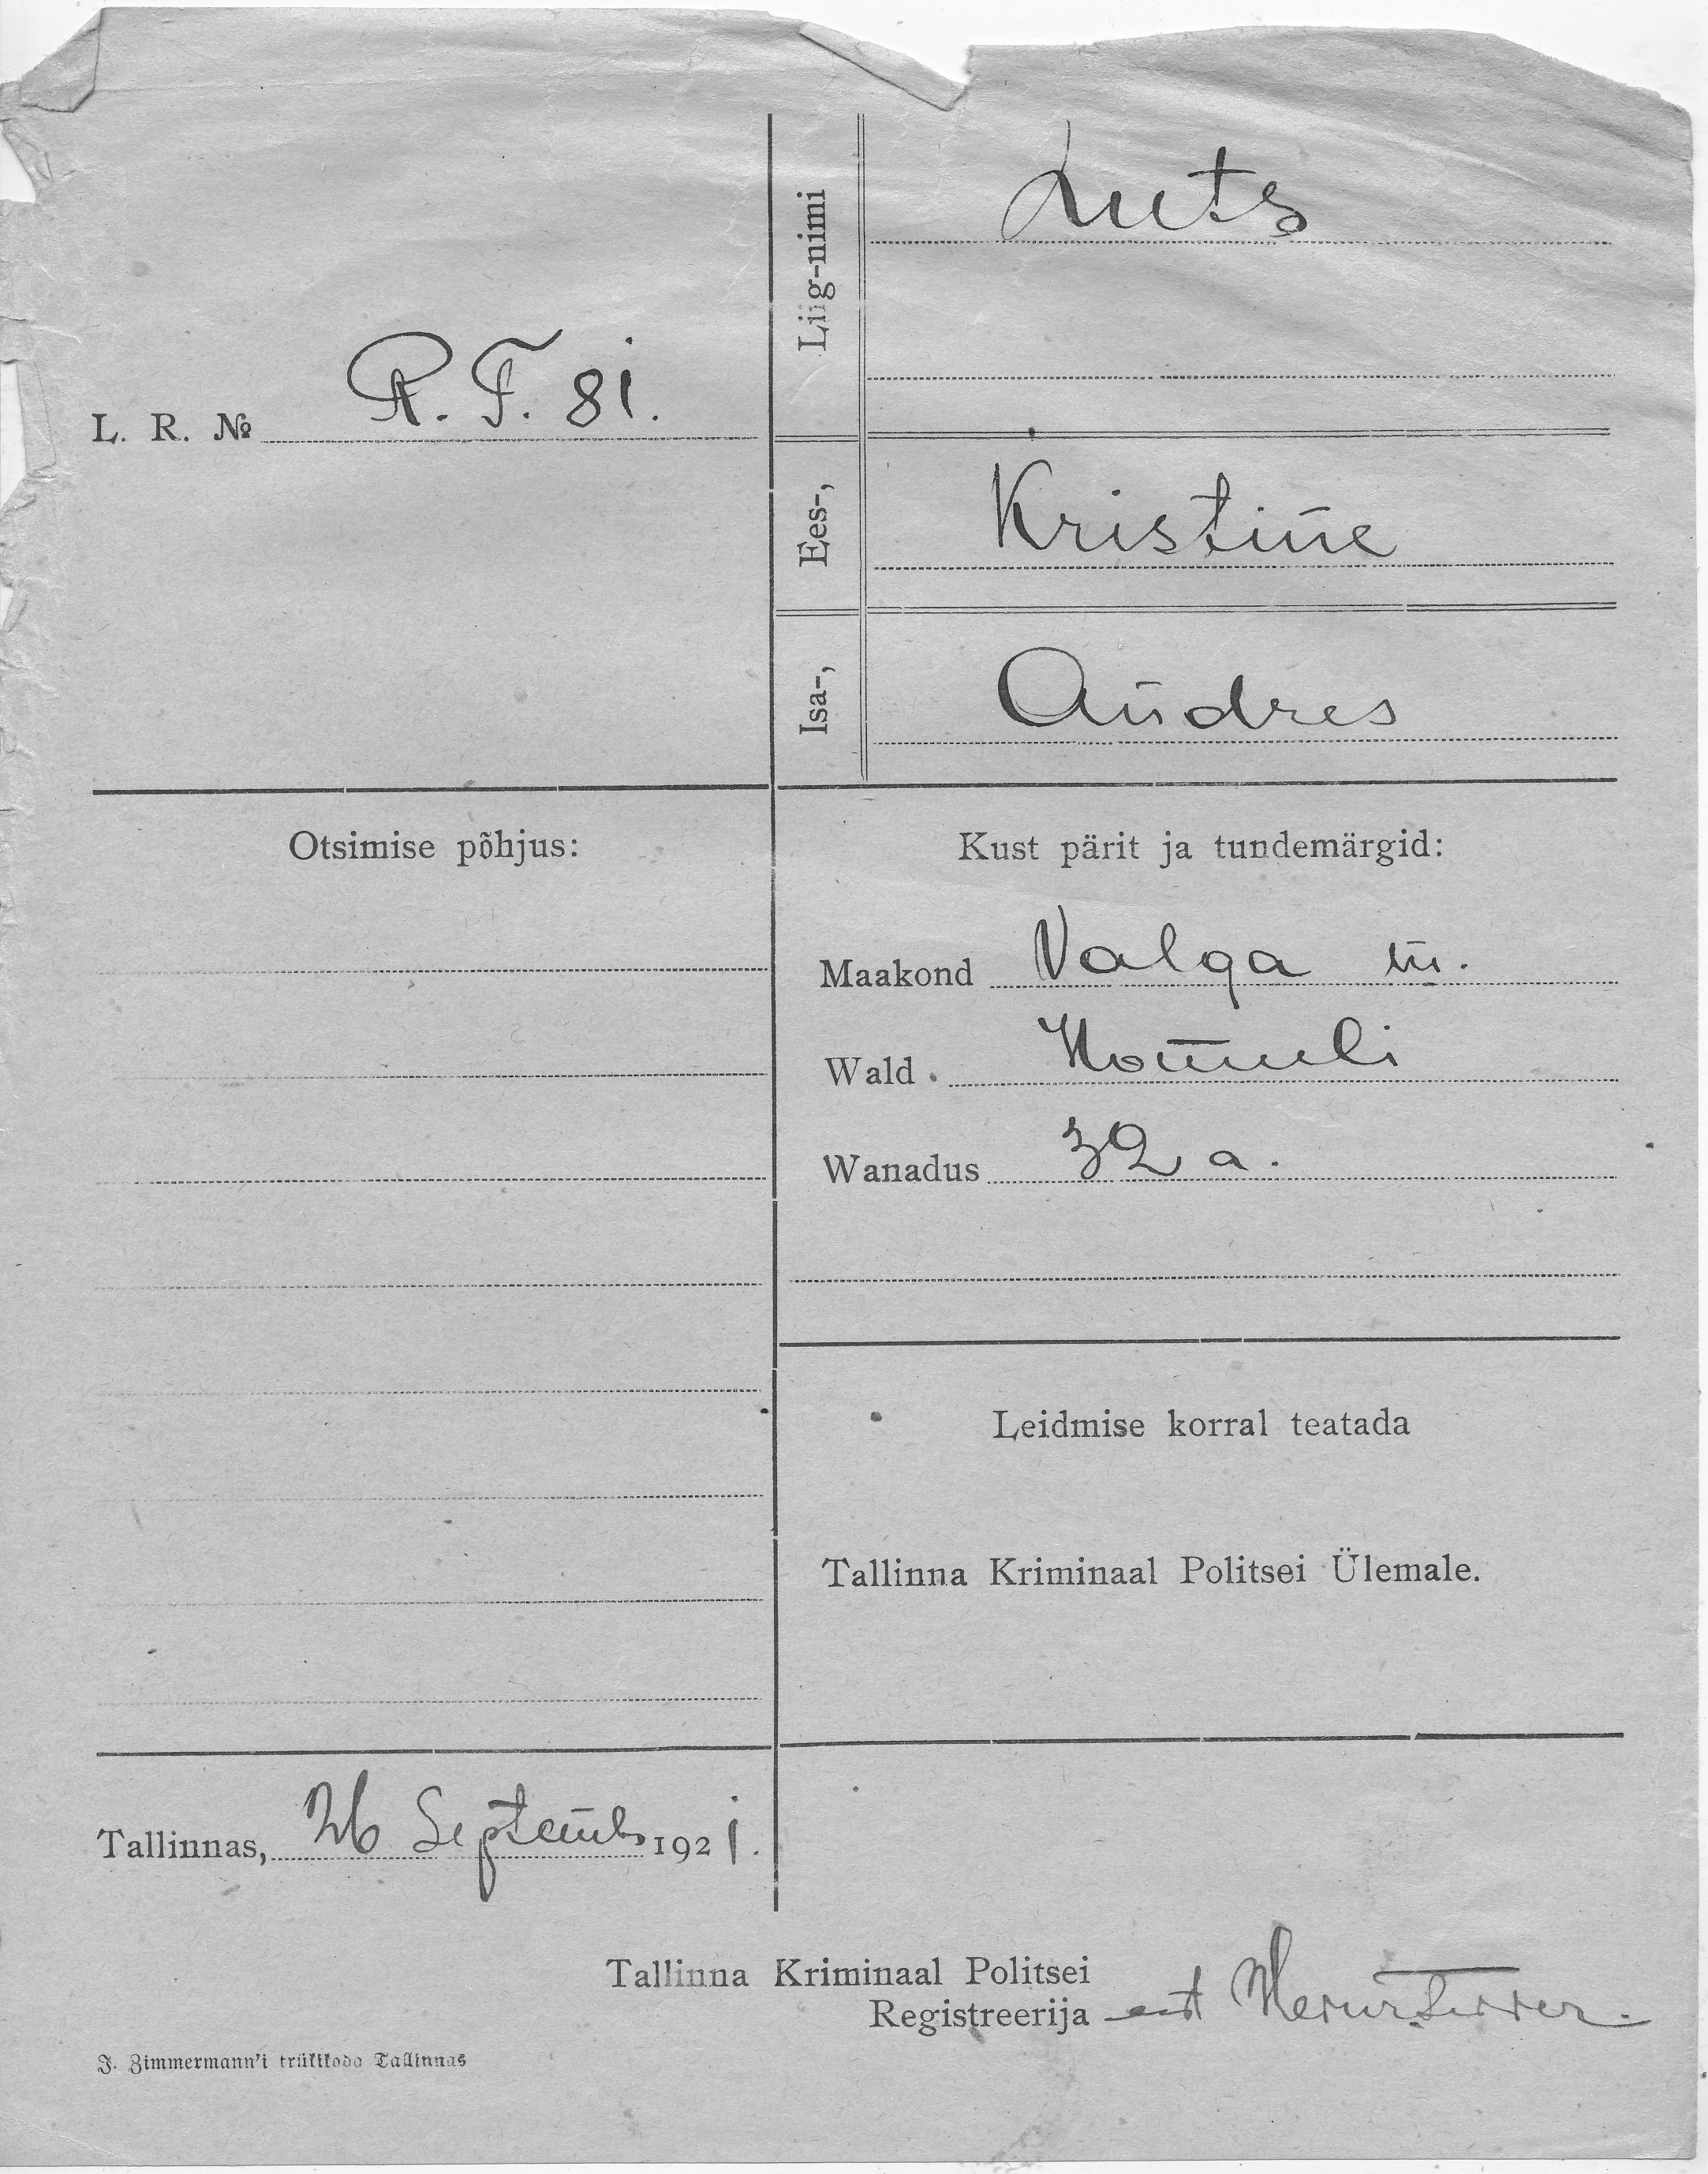 L. R. № R. F. 81.
Liig-nimi Luts
Ees-, Kristine
Isa-, Andres
Otsimise põhjus:
Kust pärit ja tundemärgid:
Maakond Valga m.
Wald Hommuli
Wanadus 32 a.
Leidmise korral teatada
Tallinna Kriminaal Politsei Ülemale.
Tallinnas, 26 Septemb 1921.
Tallinna Kriminaal Politsei
Registreerija eest
J. Zimmermann'i trükikoda Tallinnas